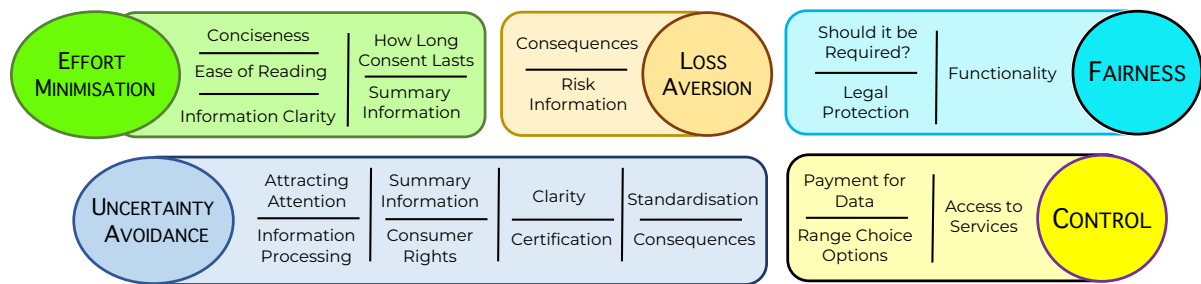 EFFORT
MINIMISATION
Conciseness
Ease of Reading
Information Clarity
How Long
Consent Lasts
Summary
Information
Consequences
Risk
Information
LOSS
AVERSION
Should it be
Required?
Legal
Protection
Functionality
FAIRNESS
UNCERTAINTY
AVOIDANCE
Attracting
Attention
Information
Processing
Summary
Information
Consumer
Rights
Clarity
Certification
Standardisation
Consequences
Payment for
Data
Range Choice
Options
Access to
Services
CONTROL